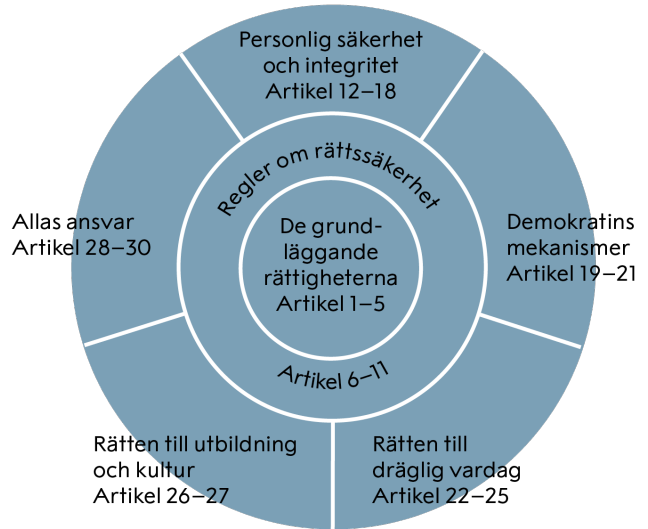 Personlig säkerhet
och integritet
Artikel 12–18
Regler om rättssäkerhet
De grund-
läggande
rättigheterna
Artikel 1–5
Artikel 6–11
Allas ansvar
Artikel 28–30
Demokratins
mekanismer
Artikel 19–21
Rätten till utbildning
och kultur
Artikel 26–27
Rätten till
dräglig vardag
Artikel 22–25